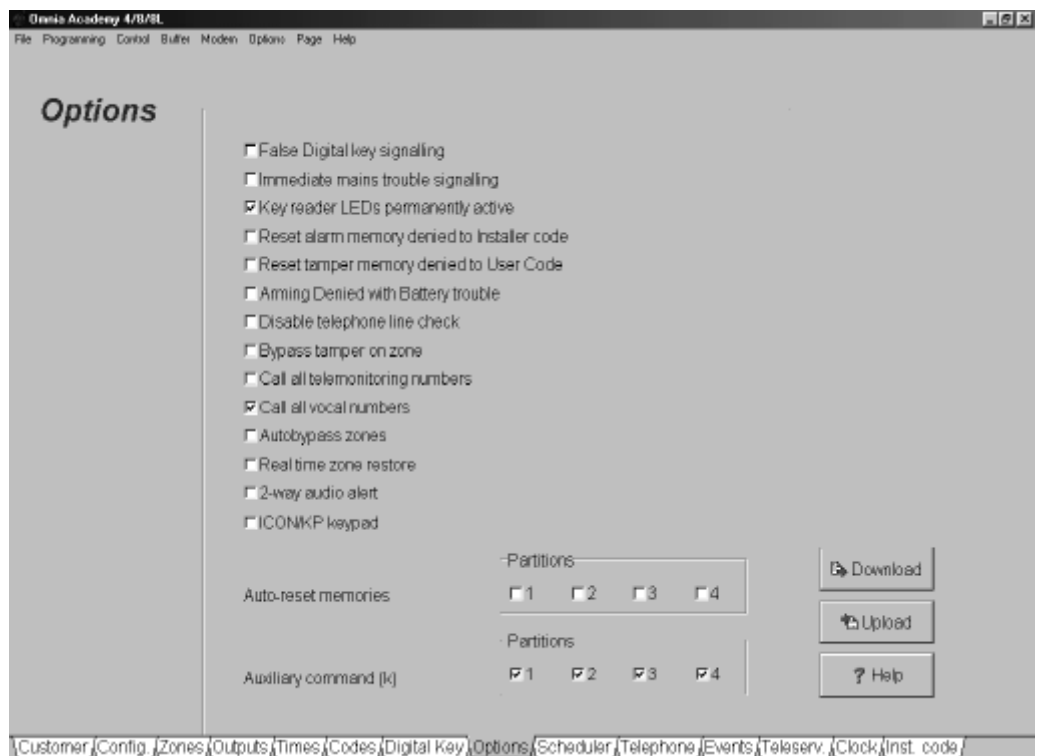 Omnia Academy 4/8/8L
File Programming Control Buffer Modem Options Page Help
Options
False Digital key signalling
Immediate mains trouble signalling
Key reader LEDs permanently active
Reset alarm memory denied to Installer code
Reset tamper memory denied to User Code
Arming Denied with Battery trouble
Disable telephone line check
Bypass tamper on zone
Call all telemonitoring numbers
Call all vocal numbers
Autobypass zones
Real time zone restore
2-way audio alert
ICON/KP keypad
Partitions
Auto-reset memories 1 2 3 4
Download
Upload
Partitions
Auxiliary command (k) 1 2 3 4
? Help
Customer Config. Zones Outputs Times Codes Digital Key Options Scheduler Telephone Events Teleserv. Clock Inst. code